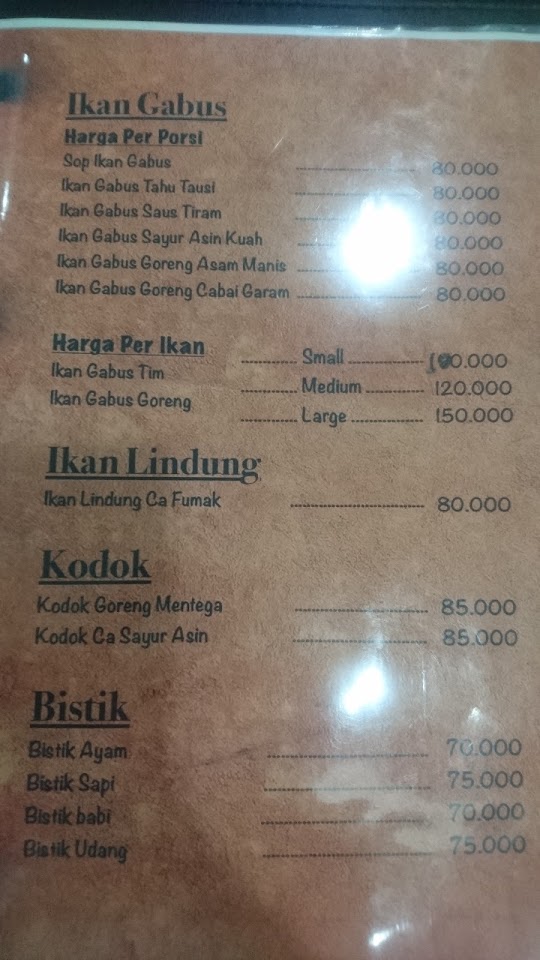 Ikan Gabus
Harga Per Porsi
Sop Ikan Gabus 80.000
Ikan Gabus Tahu Tausi 80.000
Ikan Gabus Saus Tiram 80.000
Ikan Gabus Sayur Asin Kuah 80.000
Ikan Gabus Goreng Asam Manis 80.000
Ikan Gabus Goreng Cabai Garam 80.000
Harga Per Ikan
Small 100.000
Ikan Gabus Tim
Medium 120.000
Ikan Gabus Goreng
Large 150.000
Ikan Lindung
Ikan Lindung Ca Fumak 80.000
Kodok
Kodok Goreng Mentega 85.000
Kodok Ca Sayur Asin 85.000
Bistik
Bistik Ayam 70.000
Bistik Sapi 75.000
Bistik babi 70.000
Bistik Udang 75.000